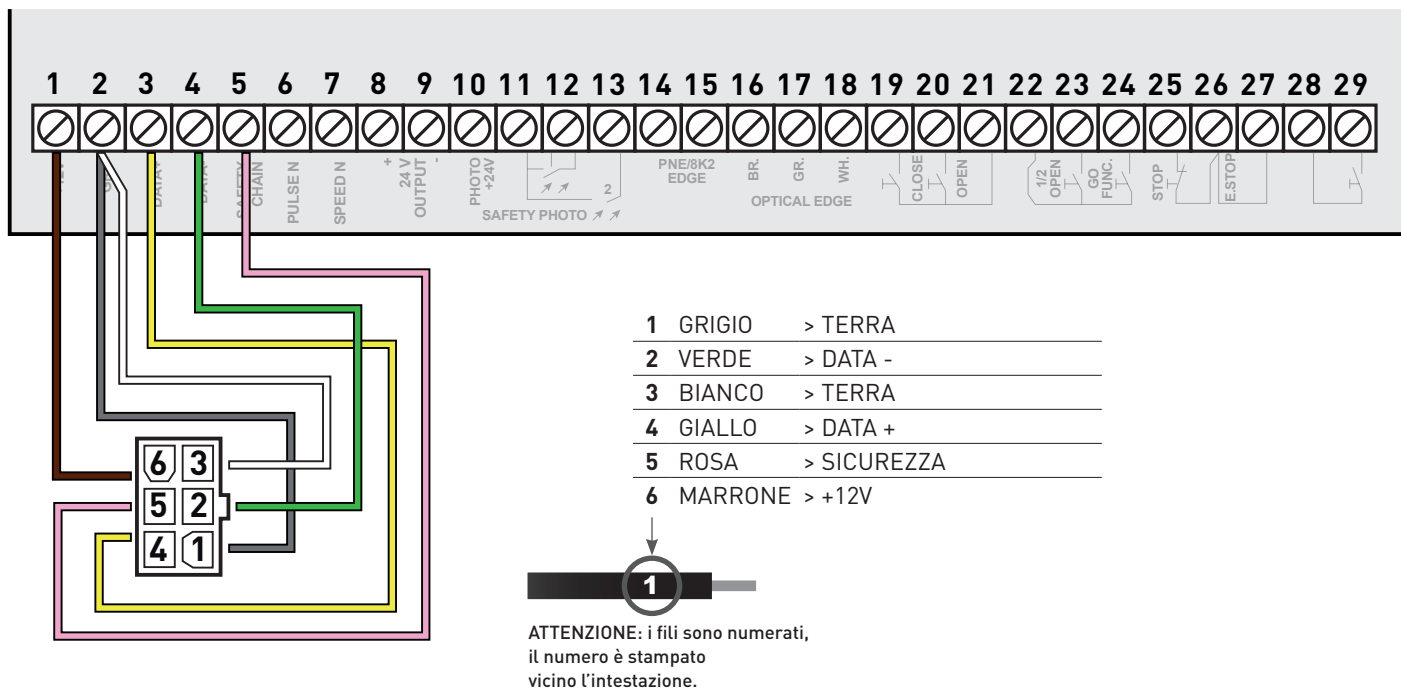 1 2 3 4 5 6 7 8 9 10 11 12 13 14 15 16 17 18 19 20 21 22 23 24 25 26 27 28 29
DATA+
SAFETY
CHAIN
PULSE N
SPEED N
+
24 V
OUTPUT
-
PHOTO
+24V
2
SAFETY PHOTO
PNE/8K2
EDGE
BR.
GR.
WH.
OPTICAL EDGE
CLOSE
OPEN
1/2
OPEN
GO
FUNC.
STOP
E.STOP
1 GRIGIO > TERRA
2 VERDE > DATA -
3 BIANCO > TERRA
4 GIALLO > DATA +
5 ROSA > SICUREZZA
6 MARRONE > +12V
6 3
5 2
4 1
1
ATTENZIONE: i fili sono numerati,
il numero è stampato
vicino l'intestazione.